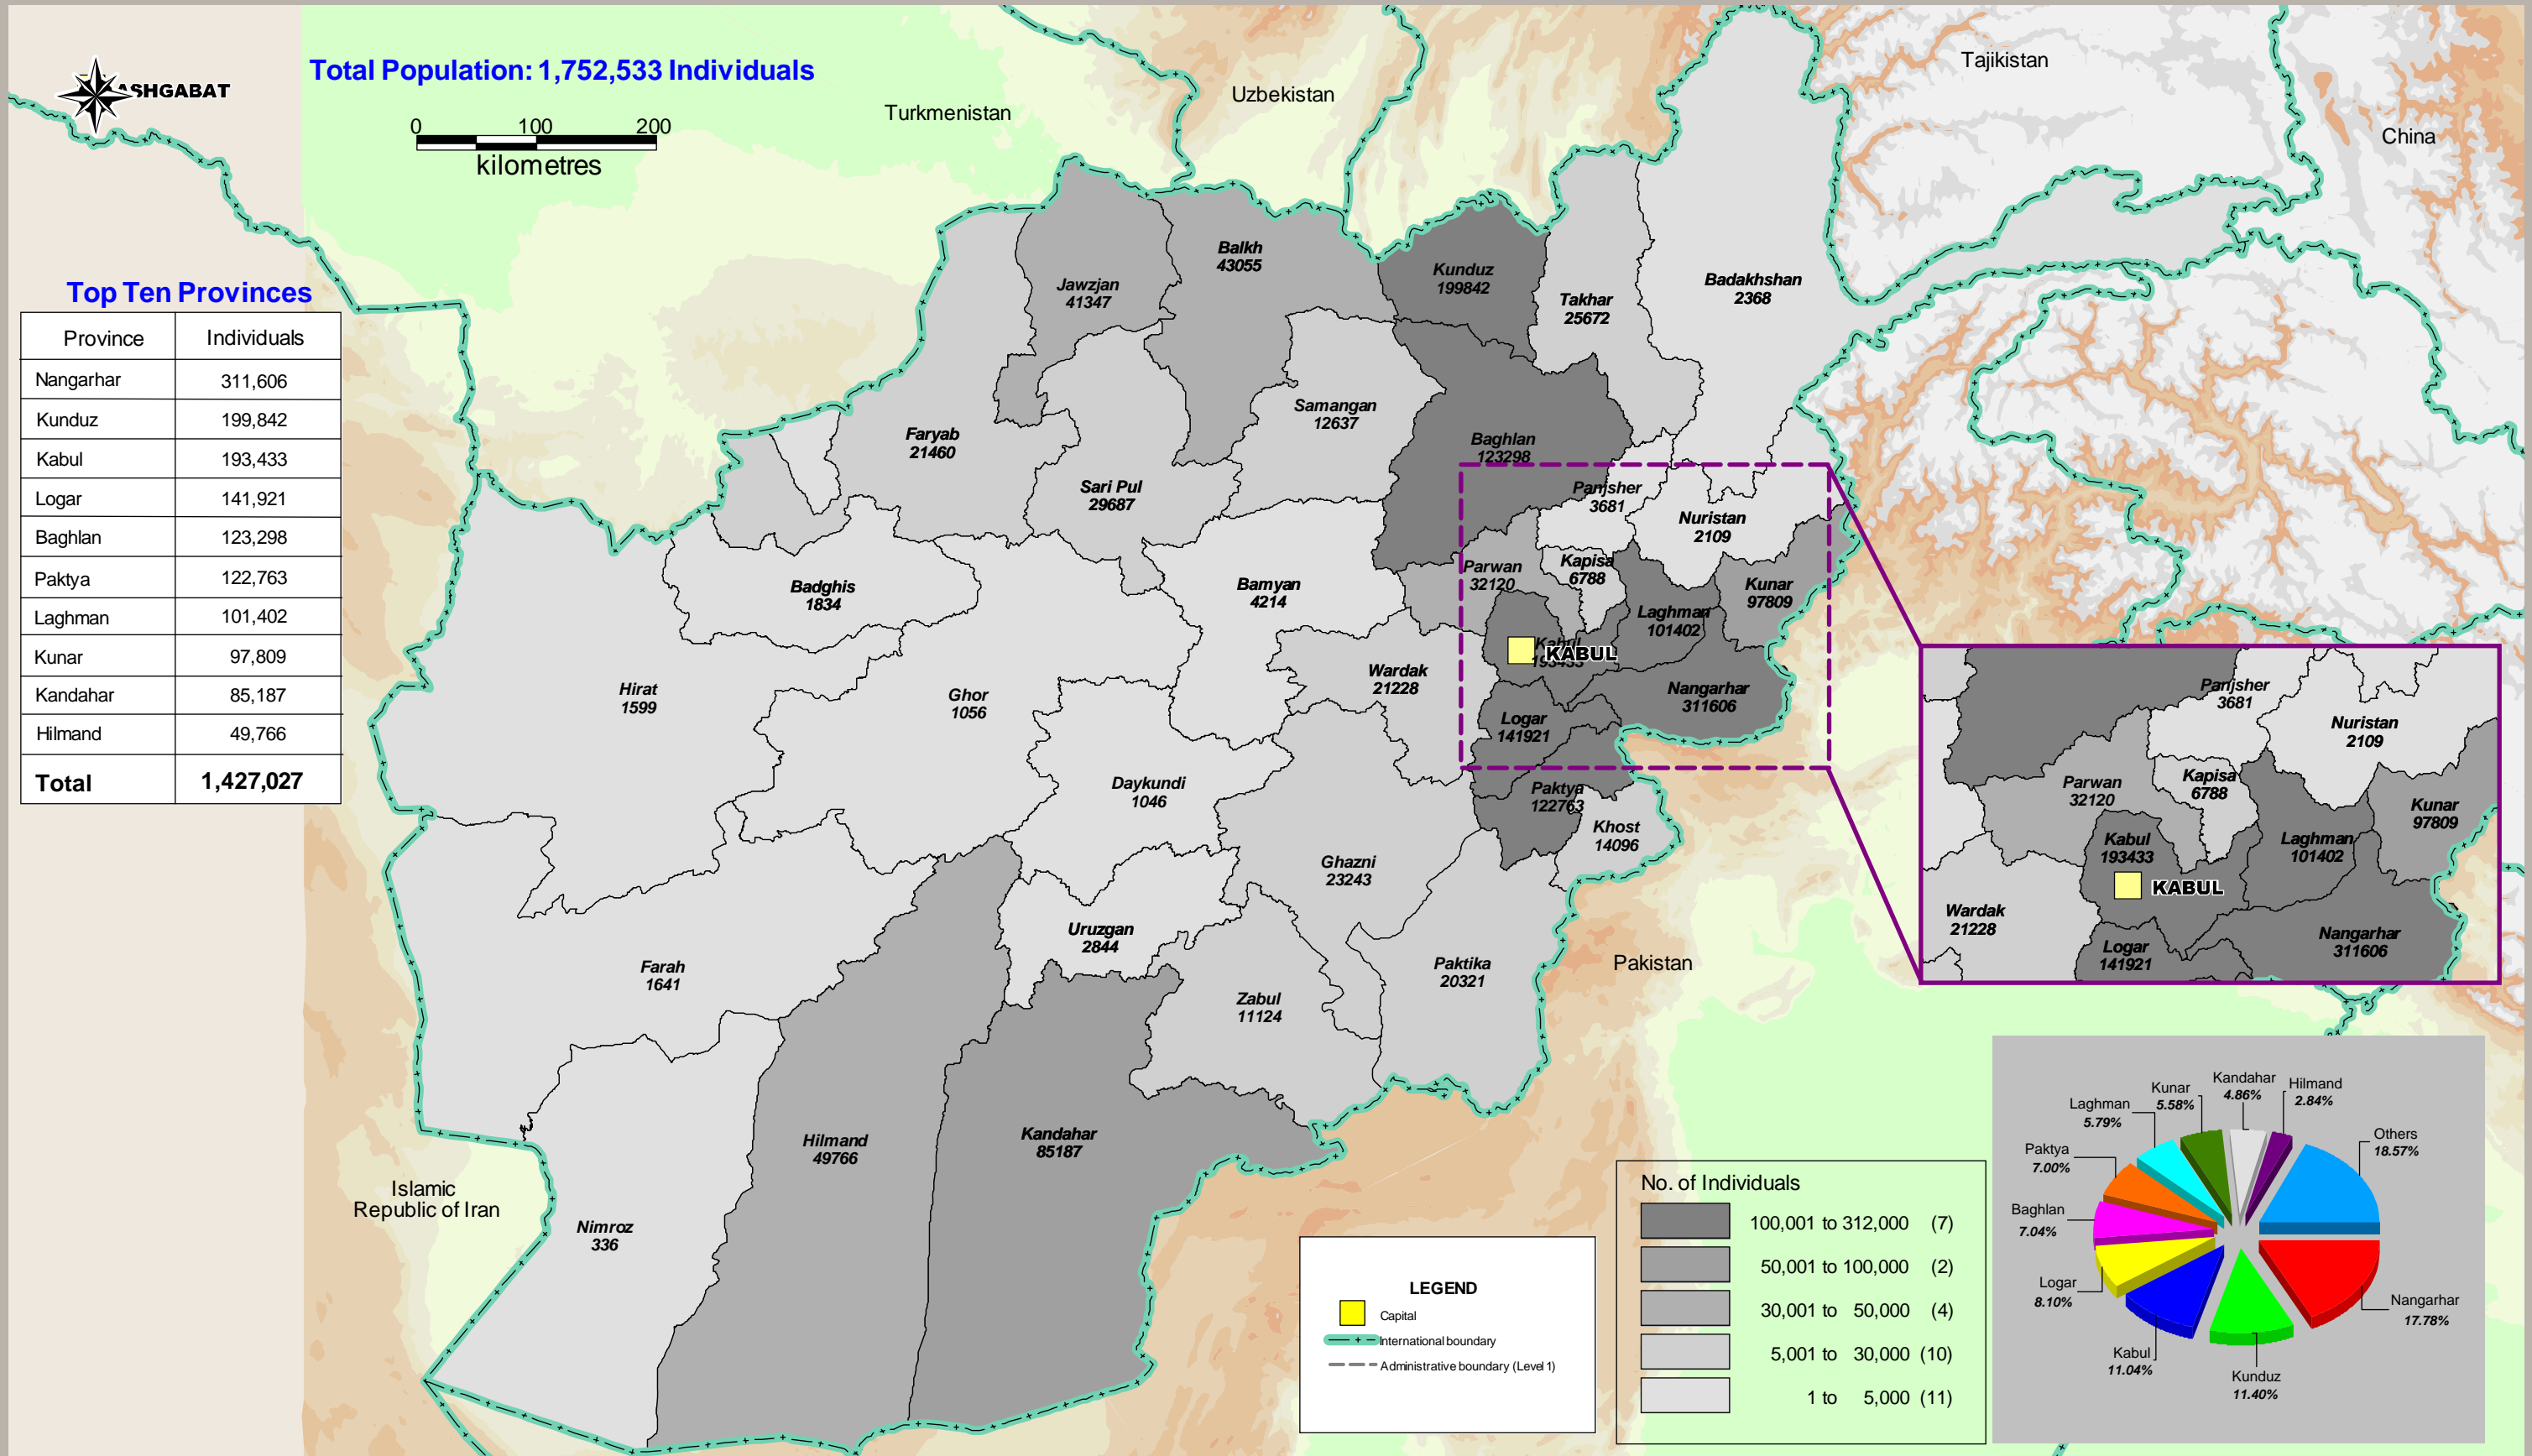 ASHGABAT
Total Population: 1,752,533 Individuals
0 100 200
kilometres
Turkmenistan
Uzbekistan
Tajikistan
China
Pakistan
Islamic
Republic of Iran
Top Ten Provinces
Province Individuals
Nangarhar 311,606
Kunduz 199,842
Kabul 193,433
Logar 141,921
Baghlan 123,298
Paktya 122,763
Laghman 101,402
Kunar 97,809
Kandahar 85,187
Hilmand 49,766
Total 1,427,027
Jawzjan
41347
Balkh
43055
Kunduz
199842
Takhar
25672
Badakhshan
2368
Faryab
21460
Samangan
12637
Baghlan
123298
Sari Pul
29687
Panjsher
3681
Nuristan
2109
Badghis
1834
Bamyan
4214
Parwan
32120
Kapisa
6788
Kunar
97809
Laghman
101402
Kabul
193433
KABUL
Hirat
1599
Ghor
1056
Wardak
21228
Nangarhar
311606
Logar
141921
Daykundi
1046
Paktya
122763
Khost
14096
Ghazni
23243
Uruzgan
2844
Farah
1641
Paktika
20321
Zabul
11124
Hilmand
49766
Kandahar
85187
Nimroz
336
Panjsher
3681
Nuristan
2109
Parwan
32120
Kapisa
6788
Kunar
97809
Kabul
193433
Laghman
101402
KABUL
Wardak
21228
Logar
141921
Nangarhar
311606
LEGEND
Capital
International boundary
Administrative boundary (Level 1)
No. of Individuals
100,001 to 312,000 (7)
50,001 to 100,000 (2)
30,001 to 50,000 (4)
5,001 to 30,000 (10)
1 to 5,000 (11)
Kandahar
4.86%
Hilmand
2.84%
Kunar
5.58%
Laghman
5.79%
Others
18.57%
Paktya
7.00%
Baghlan
7.04%
Logar
8.10%
Nangarhar
17.78%
Kabul
11.04%
Kunduz
11.40%